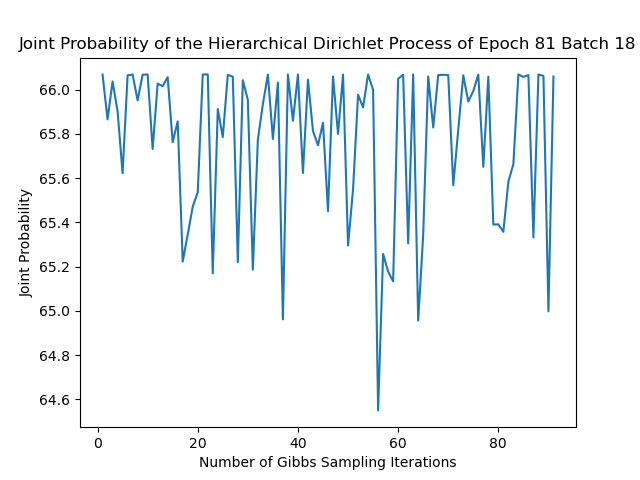 Joint Probability of the Hierarchical Dirichlet Process of Epoch 81 Batch 18
66.0
65.8
65.6
65.4
65.2
65.0
64.8
64.6
Joint Probability
0 20 40 60 80
Number of Gibbs Sampling Iterations